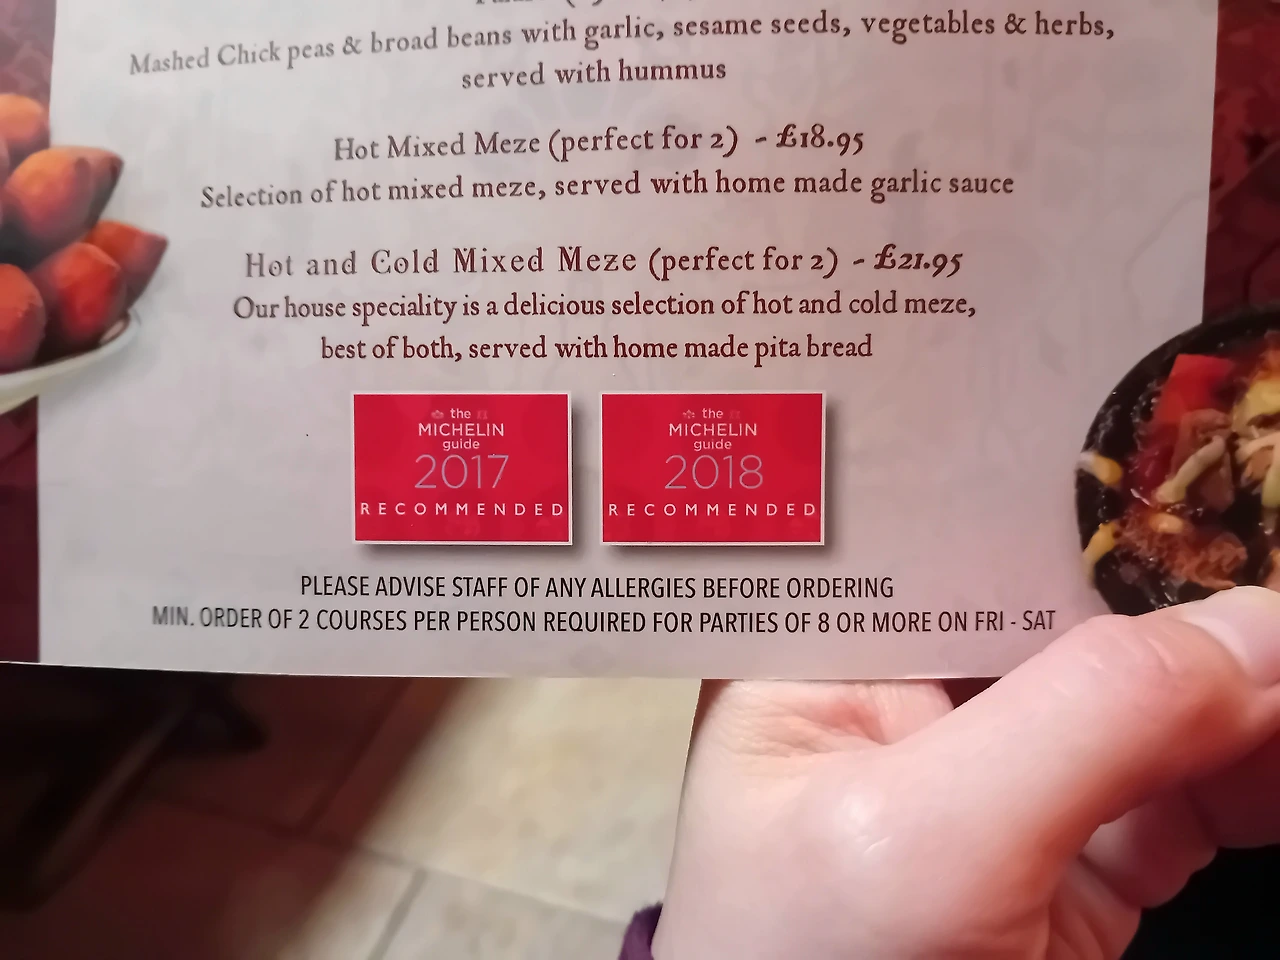 Mashed Chick peas & broad beans with garlic, sesame seeds, vegetables & herbs,
served with hummus
Hot Mixed Meze (perfect for 2) - £18.95
Selection of hot mixed meze, served with home made garlic sauce
Hot and Cold Mixed Meze (perfect for 2) - £21.95
Our house speciality is a delicious selection of hot and cold meze,
best of both, served with home made pita bread
the
MICHELIN
guide
2017
RECOMMENDED
the
MICHELIN
guide
2018
RECOMMENDED
PLEASE ADVISE STAFF OF ANY ALLERGIES BEFORE ORDERING
MIN. ORDER OF 2 COURSES PER PERSON REQUIRED FOR PARTIES OF 8 OR MORE ON FRI - SAT